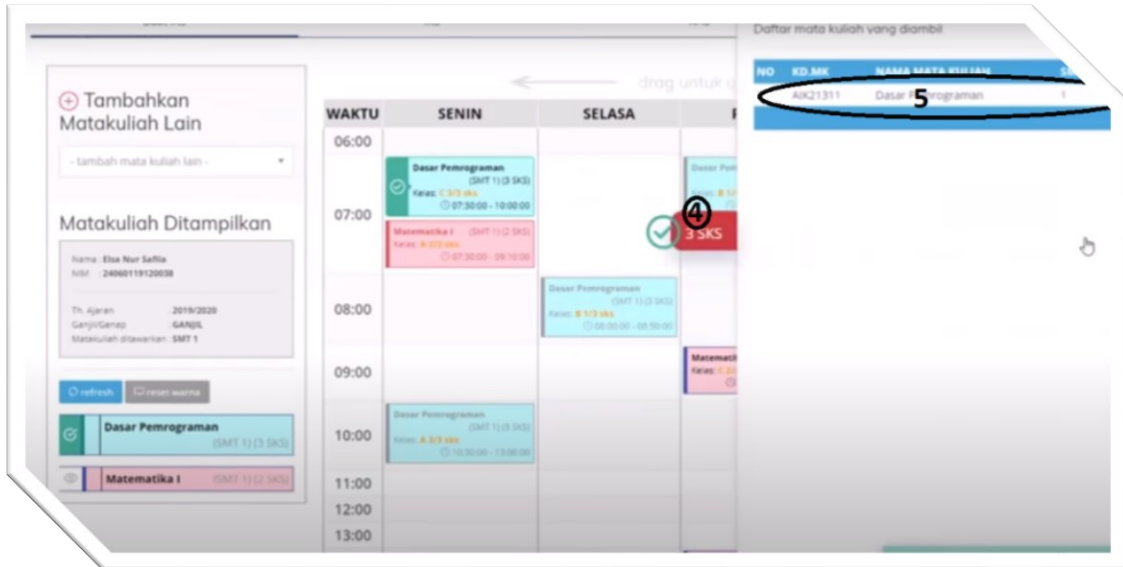 Daftar mata kuliah yang diambil
NO KD.MK NAMA MATA KULIAH
AIK21311 Dasar Pemrograman 1
5
drag untuk
Tambahkan
Matakuliah Lain
- tambah mata kuliah lain -
Matakuliah Ditampilkan
Nama : Elsa Nur Safila
NIM : 24060119120038
Th. Ajaran : 2019/2020
Ganjil/Genap : GANJIL
Matakuliah ditawarkan : SMT 1
refresh reset warna
Dasar Pemrograman
(SMT 1) (3 SKS)
Matematika I (SMT 1) (2 SKS)
WAKTU SENIN SELASA
06:00
07:00
08:00
09:00
10:00
11:00
12:00
13:00
Dasar Pemrograman
(SMT 1) (3 SKS)
Kelas: C 3/3 sks
07:30:00 - 10:00:00
Matematika I (SMT 1) (2 SKS)
Kelas: A 2/2 sks
07:30:00 - 09:10:00
Dasar Pemrograman
(SMT 1) (3 SKS)
Kelas: A 3/3 sks
10:30:00 - 13:00:00
Dasar Pemrograman
(SMT 1) (3 SKS)
Kelas: B 1/3 sks
08:00:00 - 08:50:00
4
3 SKS